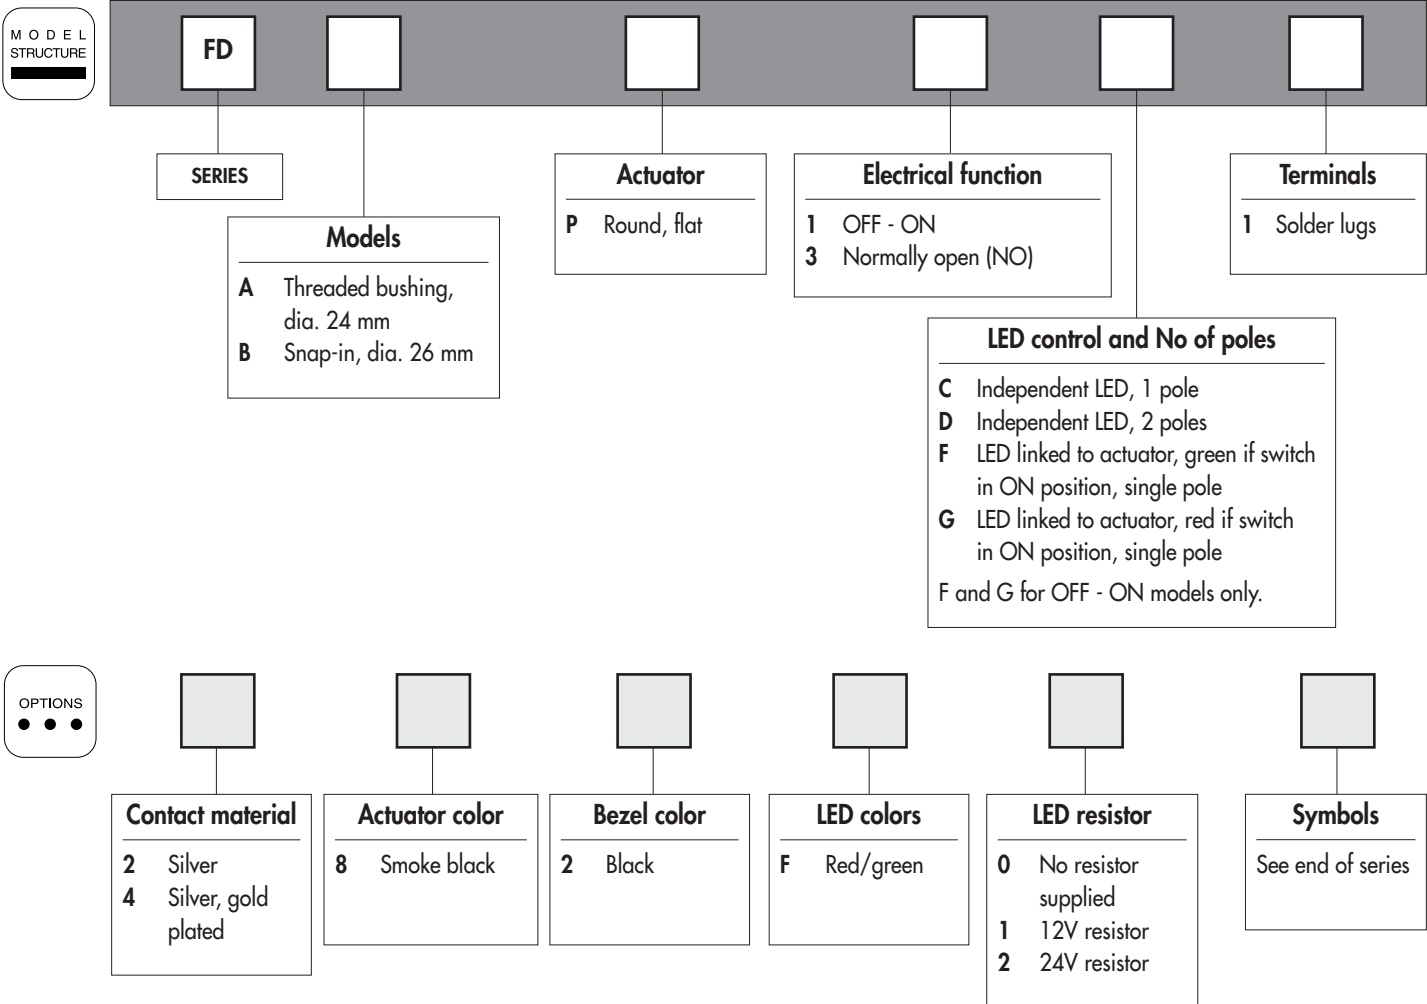 MODEL
STRUCTURE
FD
SERIES
Models
A Threaded bushing,
dia. 24 mm
B Snap-in, dia. 26 mm
Actuator
P Round, flat
Electrical function
1 OFF - ON
3 Normally open (NO)
LED control and No of poles
C Independent LED, 1 pole
D Independent LED, 2 poles
F LED linked to actuator, green if switch
in ON position, single pole
G LED linked to actuator, red if switch
in ON position, single pole
F and G for OFF - ON models only.
Terminals
1 Solder lugs
OPTIONS
Contact material
2 Silver
4 Silver, gold
plated
Actuator color
8 Smoke black
Bezel color
2 Black
LED colors
F Red/green
LED resistor
0 No resistor
supplied
1 12V resistor
2 24V resistor
Symbols
See end of series